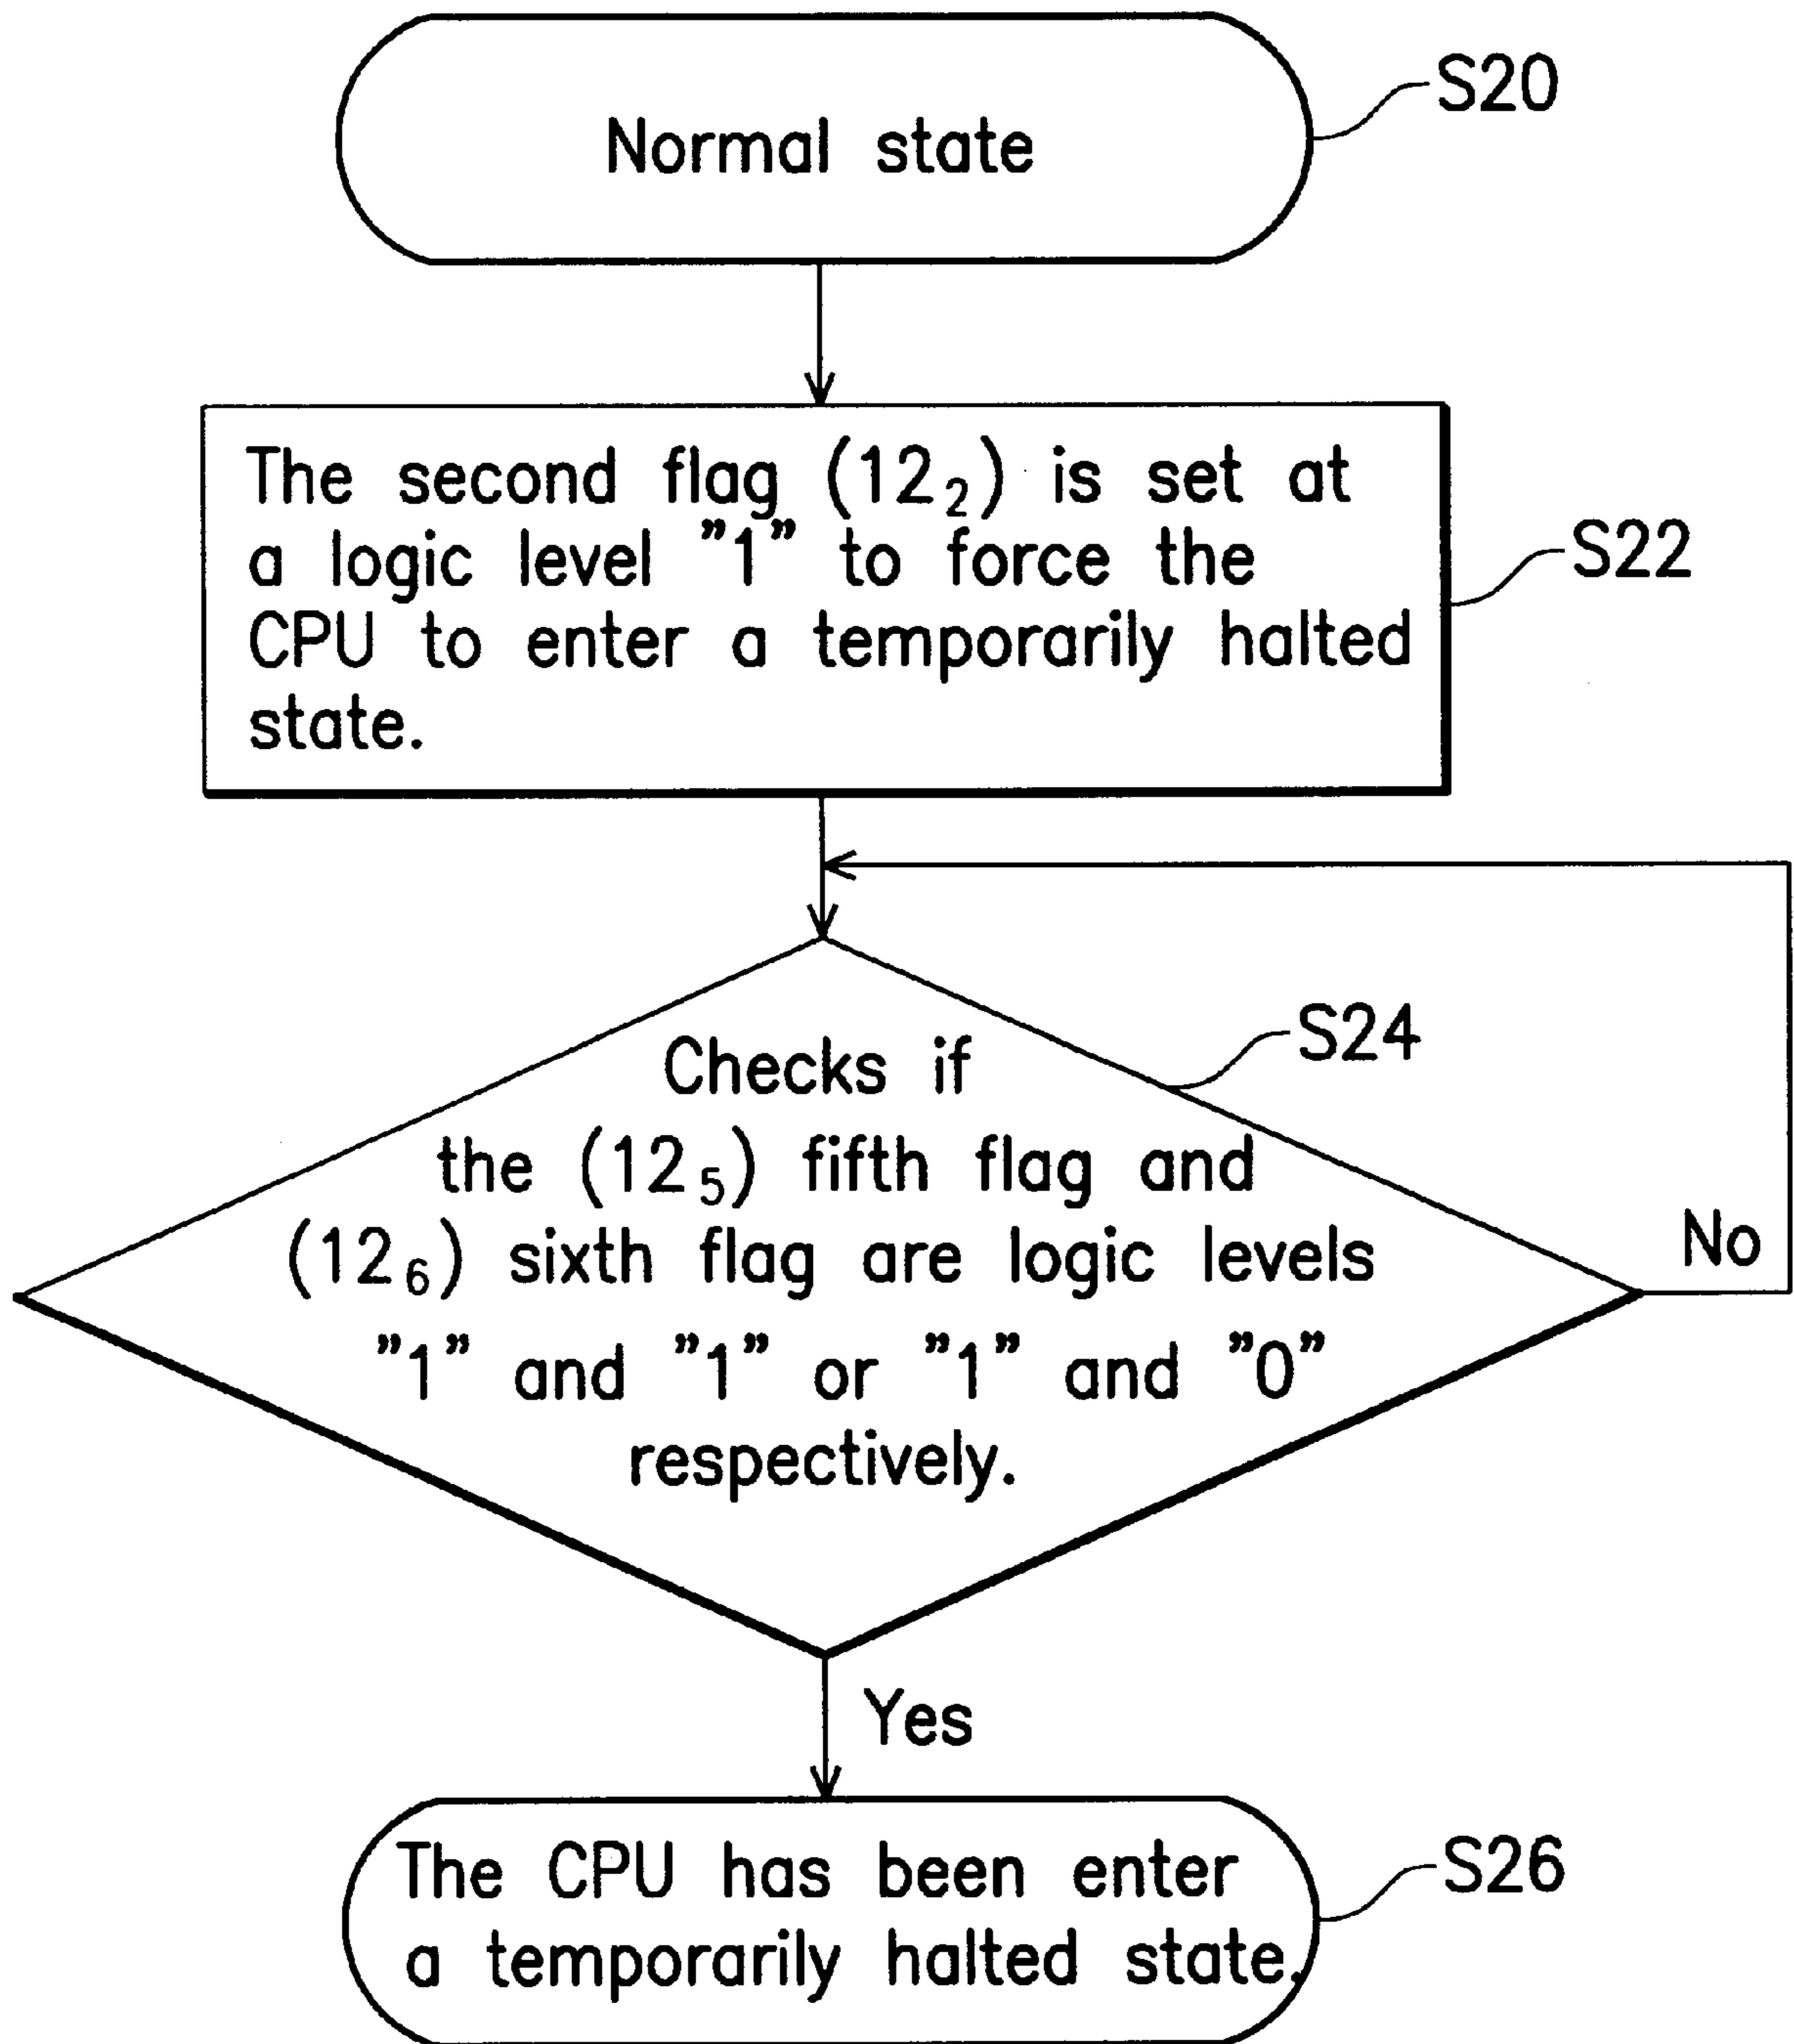 Normal state
S20
The second flag (12₂) is set at
a logic level "1" to force the
CPU to enter a temporarily halted
state.
S22
Checks if
the (12₅) fifth flag and
(12₆) sixth flag are logic levels
"1" and "1" or "1" and "0"
respectively.
S24
No
Yes
The CPU has been enter
a temporarily halted state.
S26